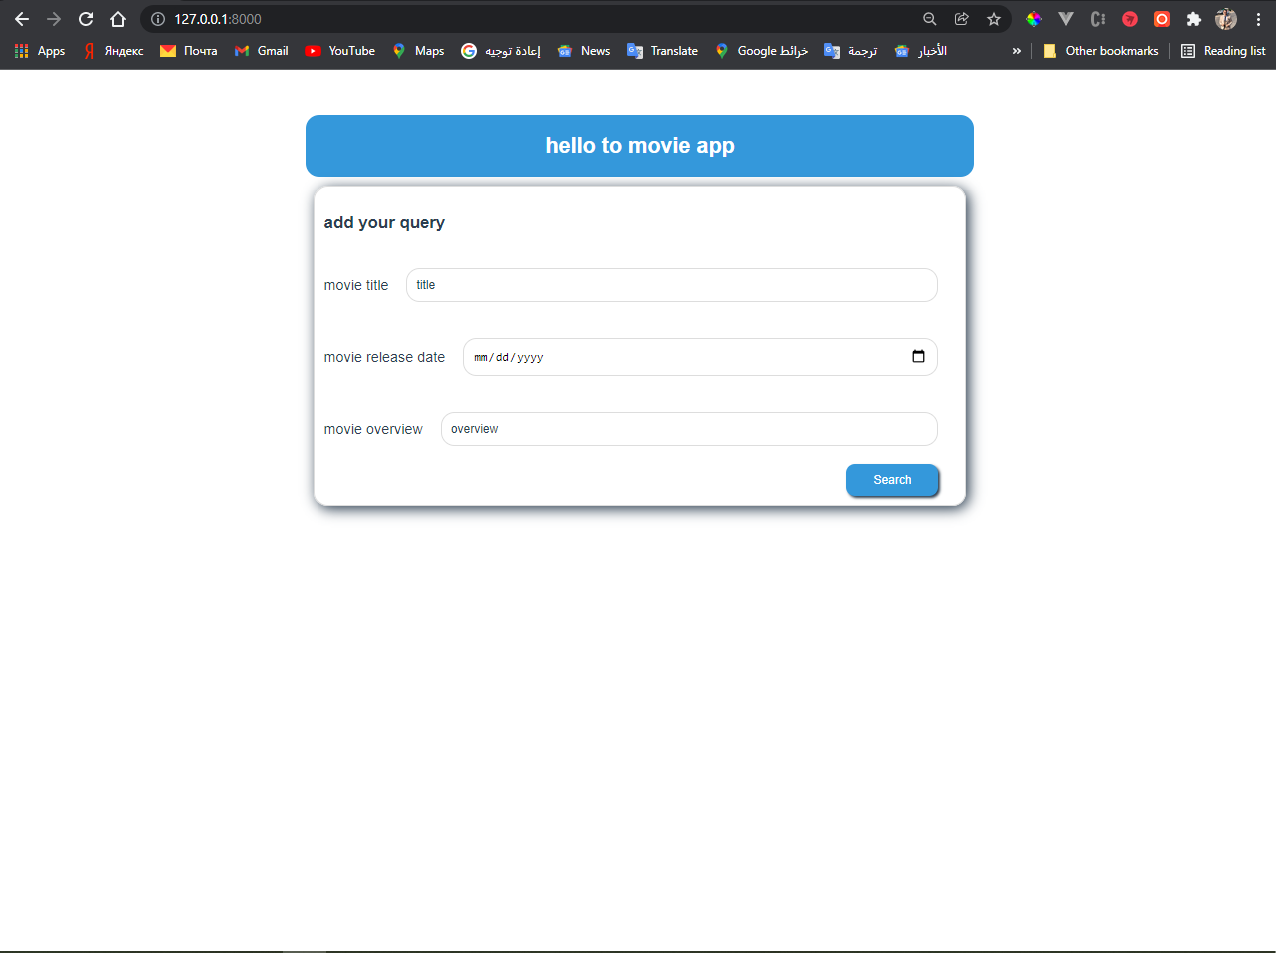 127.0.0.1:8000
Apps Яндекс Почта Gmail YouTube Maps إعادة توجيه News Translate خرائط Google ترجمة الأخبار » Other bookmarks Reading list
hello to movie app
add your query
movie title title
movie release date mm/dd/yyyy
movie overview overview
Search